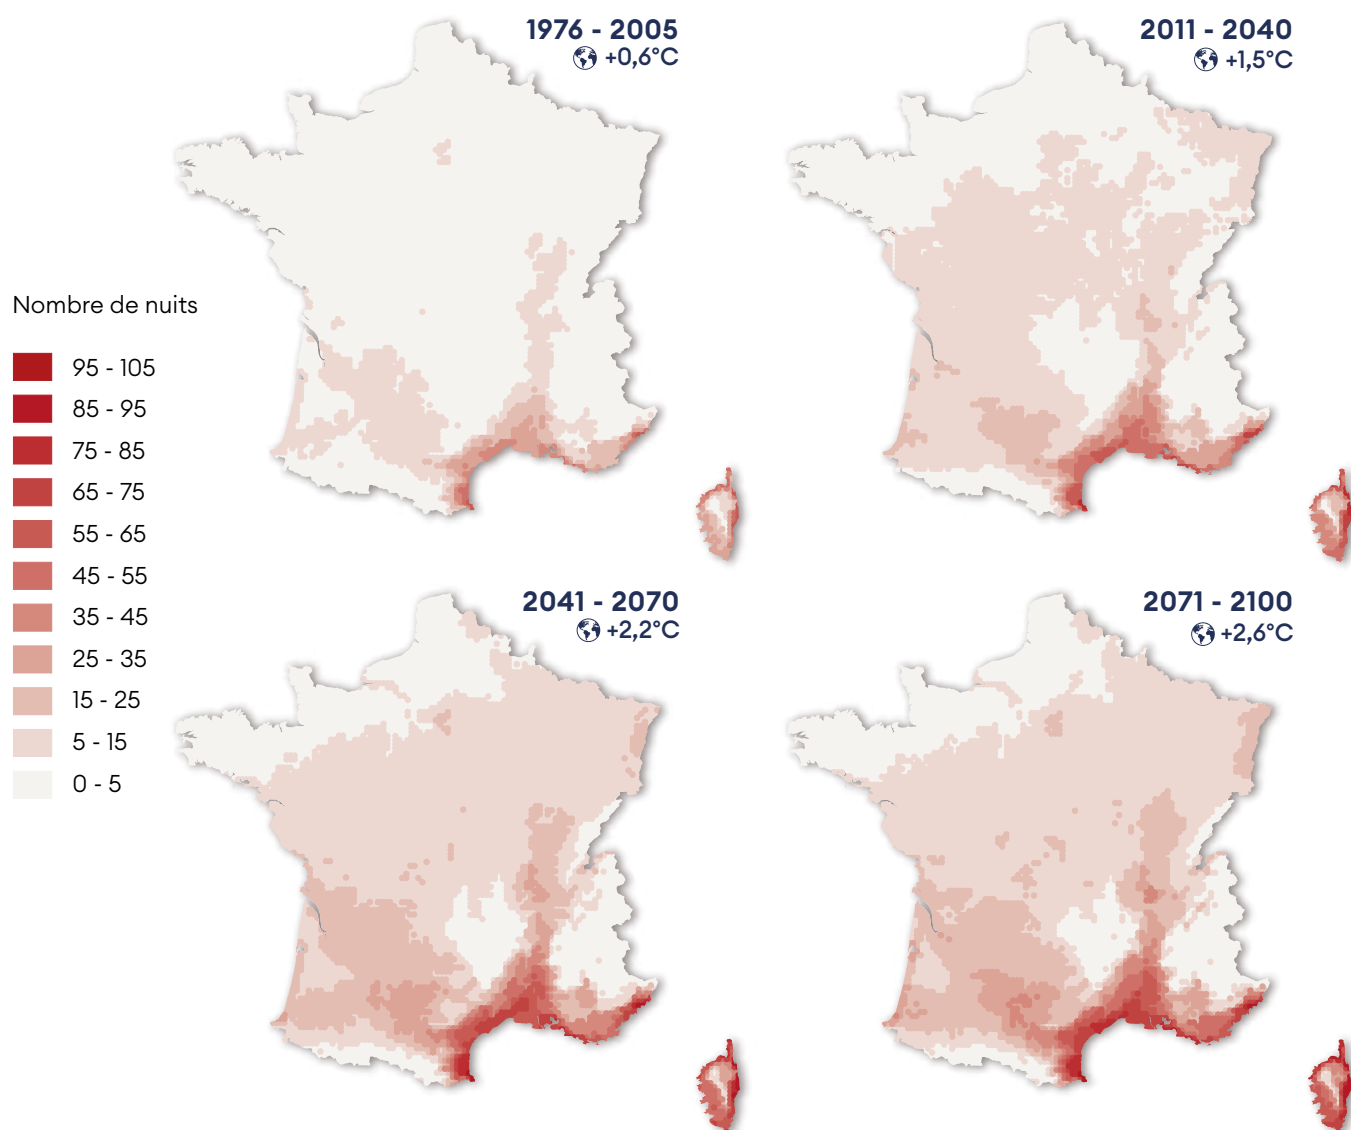 1976 - 2005
+0,6°C
2011 - 2040
+1,5°C
Nombre de nuits
95 - 105
85 - 95
75 - 85
65 - 75
55 - 65
45 - 55
35 - 45
25 - 35
15 - 25
5 - 15
0 - 5
2041 - 2070
+2,2°C
2071 - 2100
+2,6°C